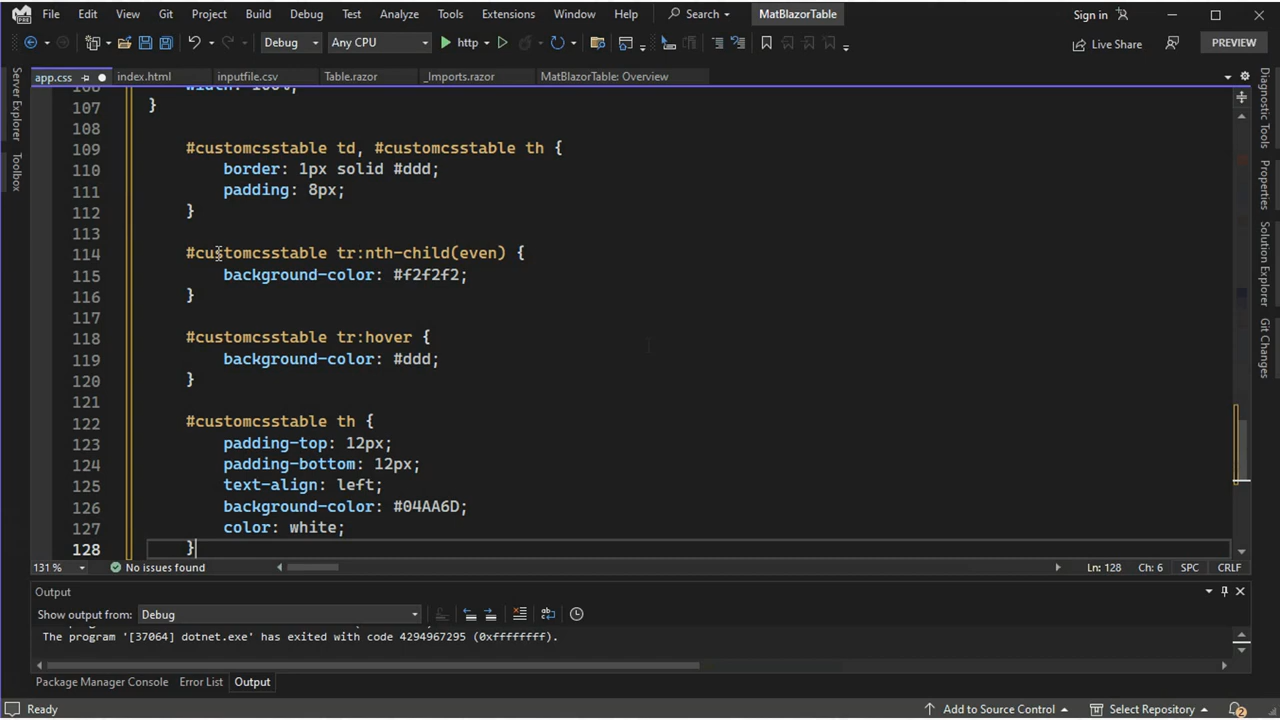 File Edit View Git Project Build Debug Test Analyze Tools Extensions Window Help Search MatBlazorTable Sign in
Debug Any CPU http Live Share PREVIEW
app.css index.html inputfile.csv Table.razor _Imports.razor MatBlazorTable: Overview
Server Explorer
Toolbox
107 }
108
109 #customcsstable td, #customcsstable th {
110 border: 1px solid #ddd;
111 padding: 8px;
112 }
113
114 #customcsstable tr:nth-child(even) {
115 background-color: #f2f2f2;
116 }
117
118 #customcsstable tr:hover {
119 background-color: #ddd;
120 }
121
122 #customcsstable th {
123 padding-top: 12px;
124 padding-bottom: 12px;
125 text-align: left;
126 background-color: #04AA6D;
127 color: white;
128 }
Diagnostic Tools
Properties
Solution Explorer
Git Changes
131 % No issues found Ln: 128 Ch: 6 SPC CRLF
Output
Show output from: Debug
The program '[37064] dotnet.exe' has exited with code 4294967295 (0xffffffff).
Package Manager Console Error List Output
Ready Add to Source Control Select Repository 2